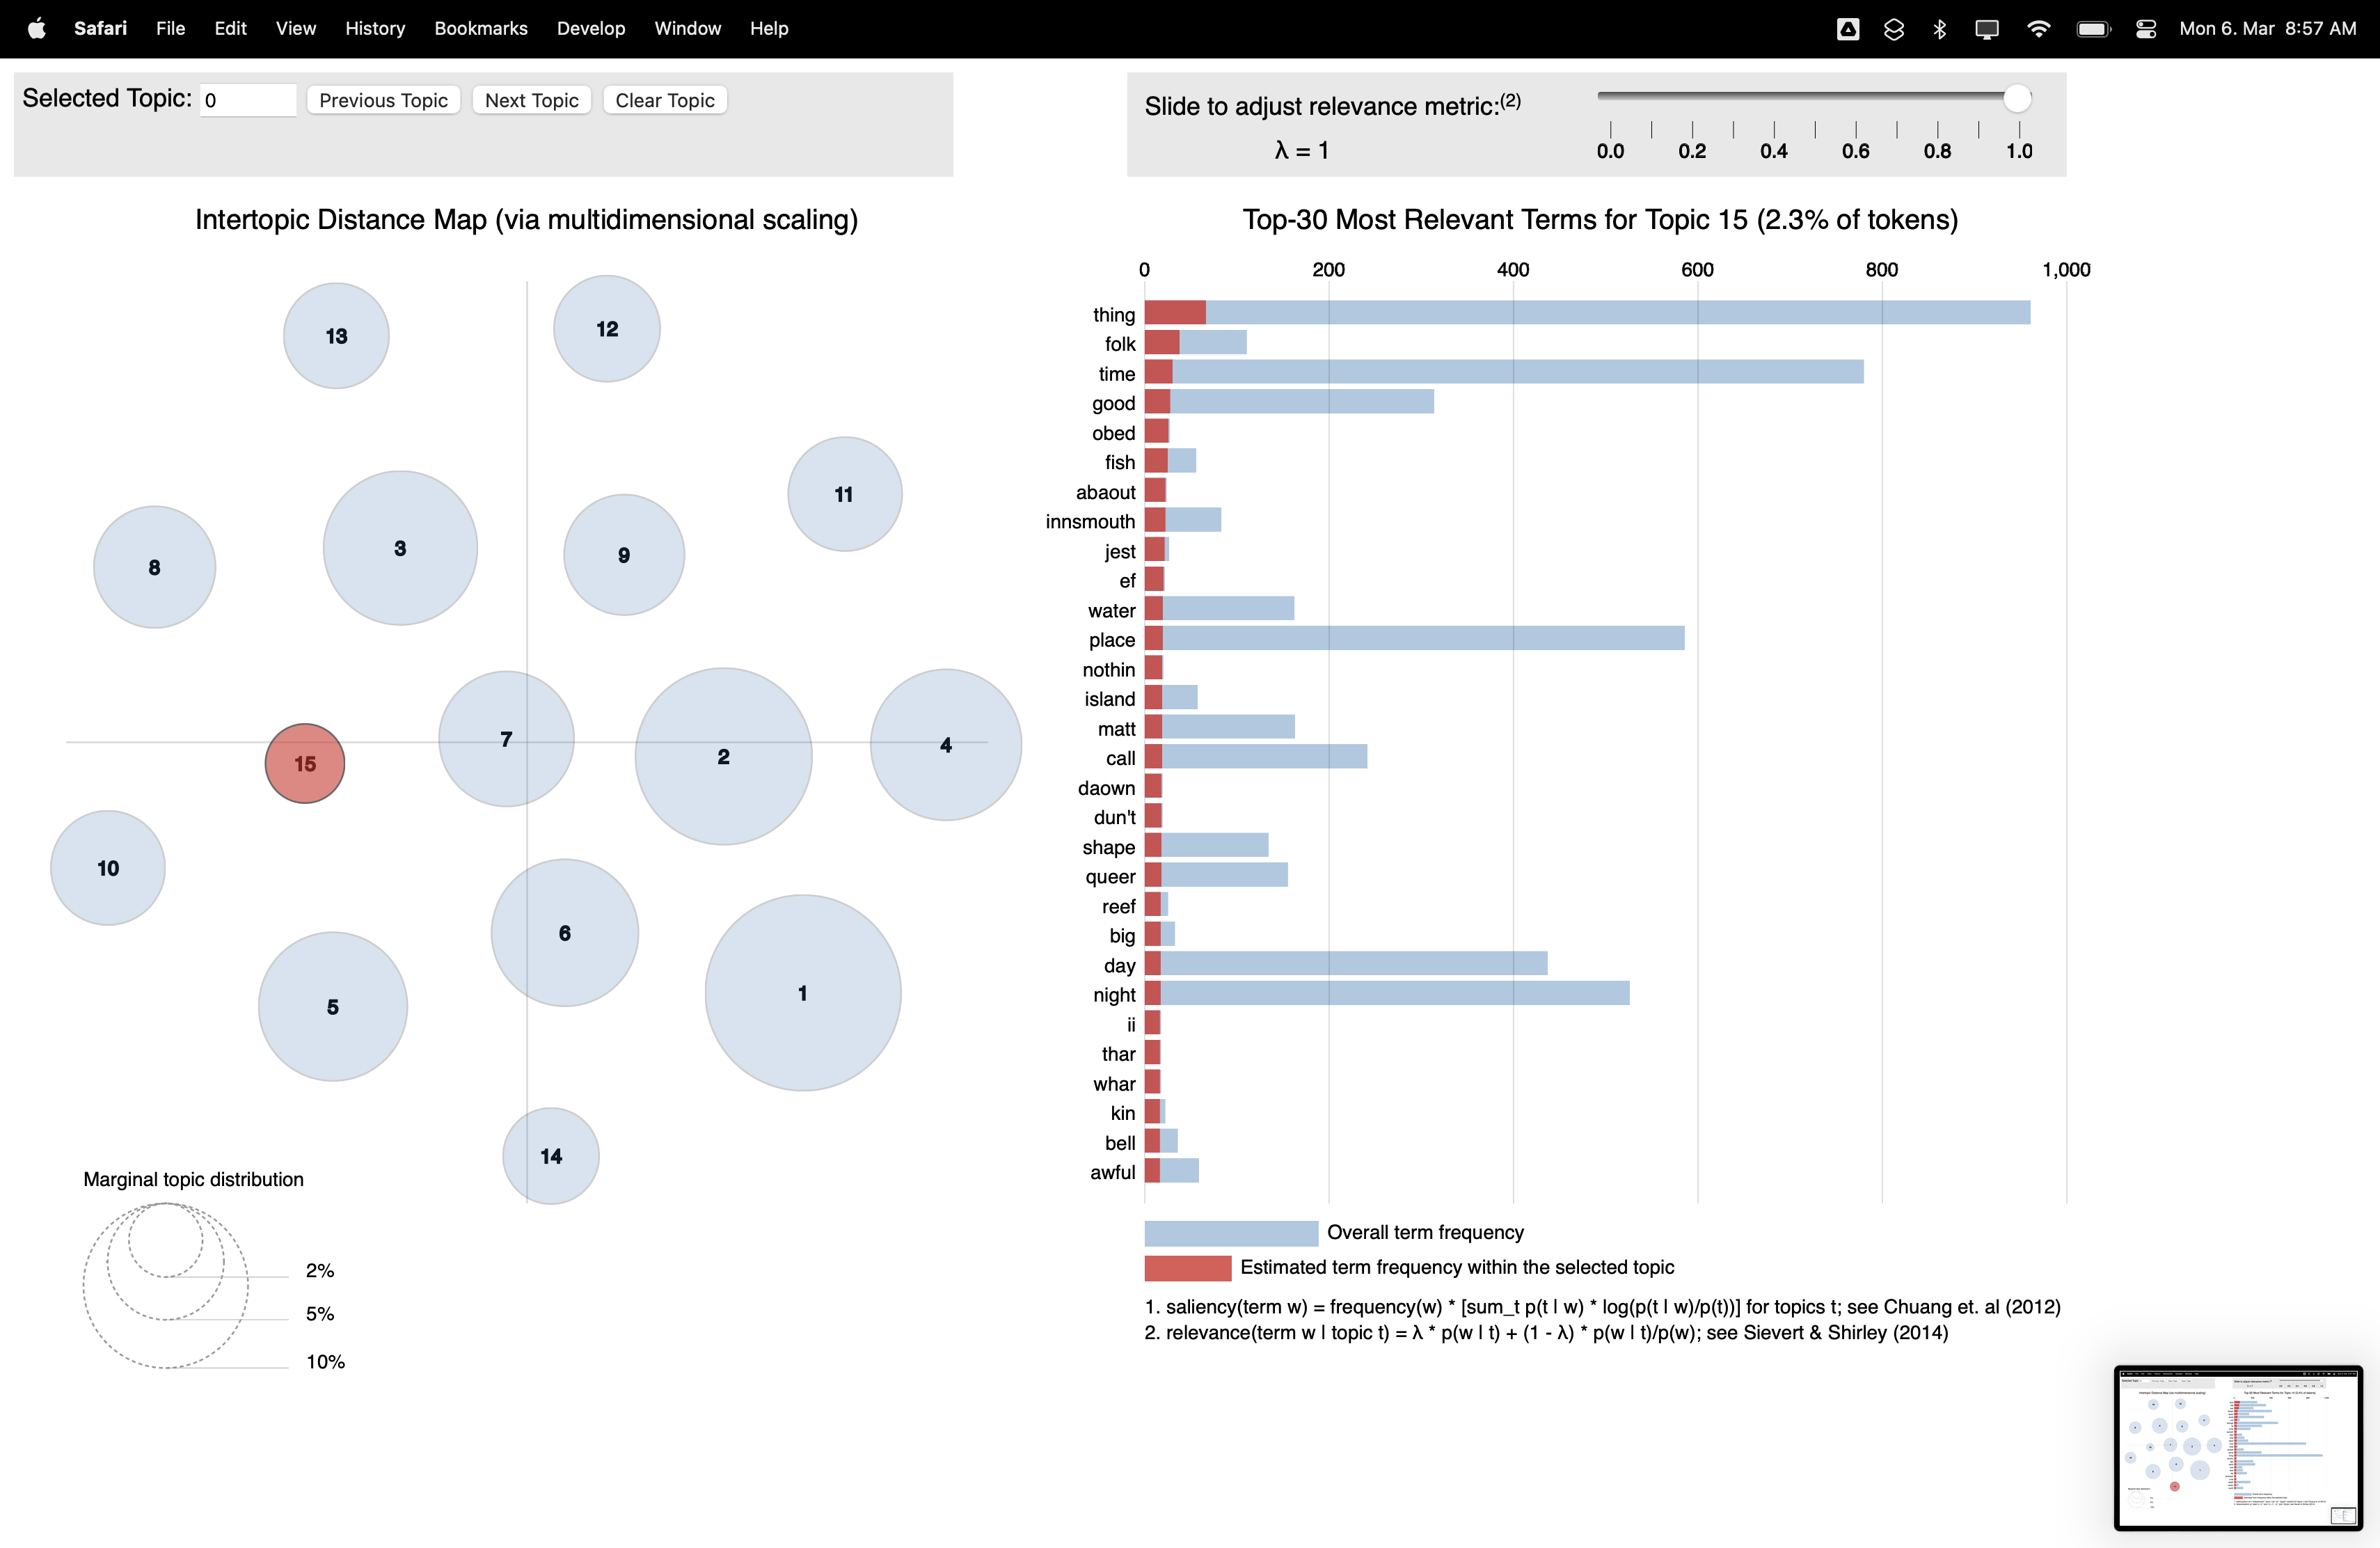 Safari File Edit View History Bookmarks Develop Window Help Mon 6. Mar 8:57 AM
Selected Topic: 0 Previous Topic Next Topic Clear Topic
Slide to adjust relevance metric:(2)
λ = 1
0.0 0.2 0.4 0.6 0.8 1.0
Intertopic Distance Map (via multidimensional scaling)
13
12
11
3
9
8
7
4
2
15
10
6
1
5
14
Marginal topic distribution
2%
5%
10%
Top-30 Most Relevant Terms for Topic 15 (2.3% of tokens)
0 200 400 600 800 1,000
thing
folk
time
good
obed
fish
abaout
innsmouth
jest
ef
water
place
nothin
island
matt
call
daown
dun't
shape
queer
reef
big
day
night
ii
thar
whar
kin
bell
awful
Overall term frequency
Estimated term frequency within the selected topic
1. saliency(term w) = frequency(w) * [sum_t p(t | w) * log(p(t | w)/p(t))] for topics t; see Chuang et. al (2012)
2. relevance(term w | topic t) = λ * p(w | t) + (1 - λ) * p(w | t)/p(w); see Sievert & Shirley (2014)